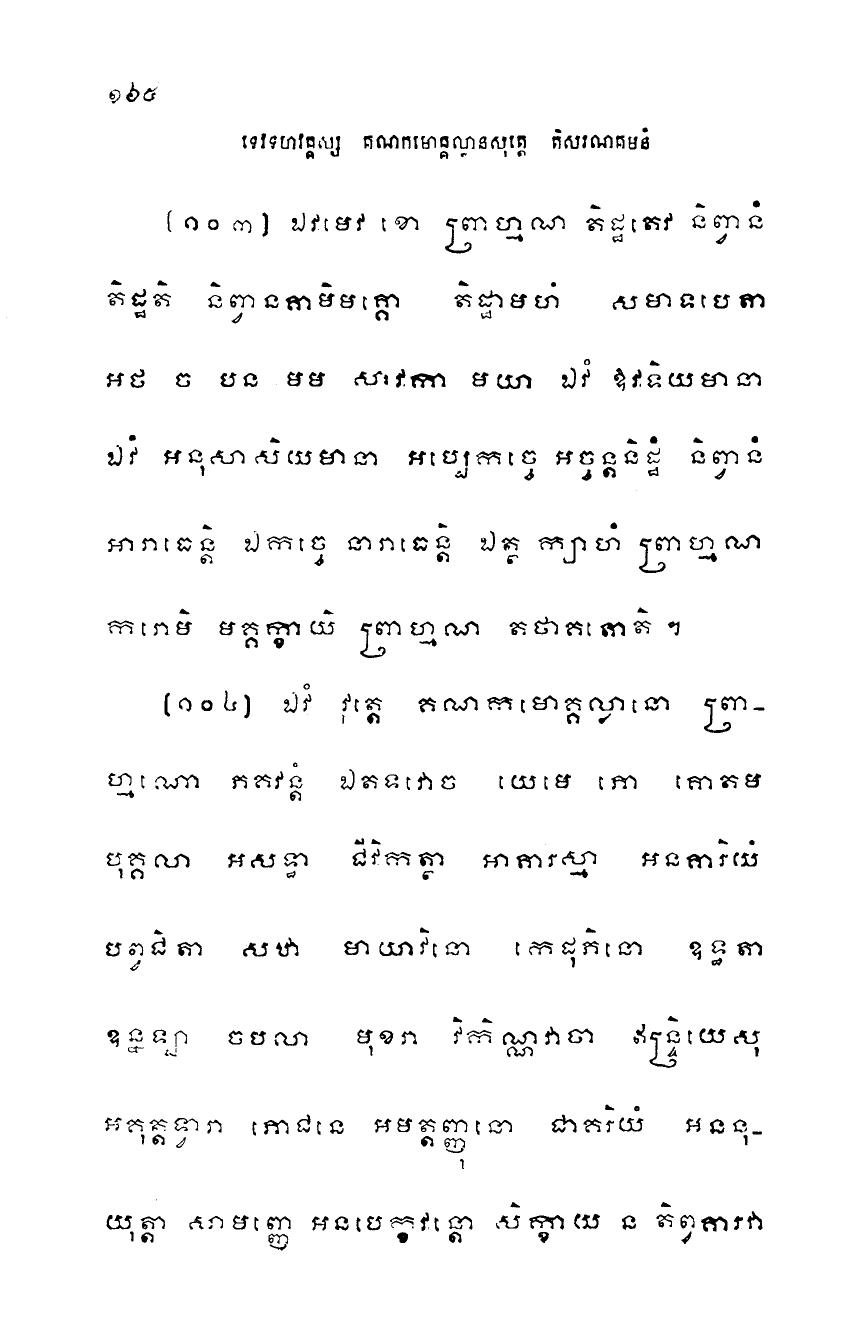 ១៦៥
ទេវទហវគ្គស្ស គណកមោគ្គល្លានសុត្តេ តិសរណគមនំ
(១០៣) ឯវមេវ ខោ ព្រាហ្មណ តិដ្ឋតេវ និព្វានំ
តិដ្ឋតិ និព្វានគាមិមគ្គោ តិដ្ឋាមហំ សមាទបេតា
អថ ច បន មម សាវកា មយា ឯវំ ឱវទិយមានា
ឯវំ អនុសាសិយមានា អប្បេកច្ចេ អច្ចន្តនិដ្ឋំ និព្វានំ
អារាធេន្តិ ឯកច្ចេ នារាធេន្តិ ឯត្ថ ក្យាហំ ព្រាហ្មណ
ករោមិ មគ្គក្ខាយិ ព្រាហ្មណ តថាគតោតិ ។
(១០៤) ឯវំ វុត្តេ គណកមោគ្គល្លានោ ព្រា-
ហ្មណោ ភគវន្តំ ឯតទវោច យេមេ ភោ គោតម
បុគ្គលា អសទ្ធា ជីវិកត្ថា អាគារស្មា អនគារិយំ
បព្វជិតា សឋា មាយាវិនោ កេដុភិនោ ឧទ្ធតា
ឧន្នឡា ចបលា មុខរា វិកិណ្ណវាចា ឥន្ទ្រិយេសុ
អគុត្តទ្វារា ភោជនេ អមត្តញ្ញុនោ ជាគរិយំ អននុ-
យុត្តា សាមញ្ញេ អនបេក្ខវន្តោ សិក្ខាយ ន តិព្វគារវា